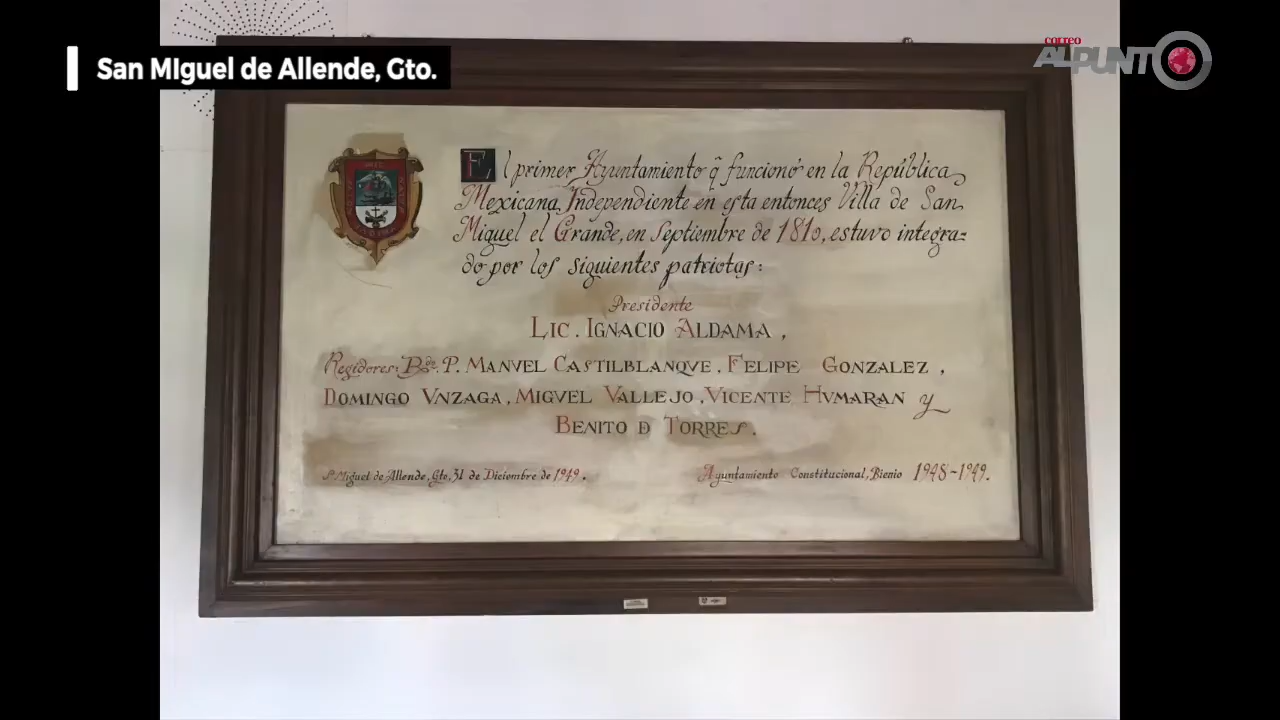 San MIguel de Allende, Gto.
correo
ALPUNTO
El primer Ayuntamiento q̃ funcionó en la República
Mexicana Independiente en esta entonces Villa de San
Miguel el Grande, en Septiembre de 1810, estuvo integra=
do por los siguientes patriotas:
Presidente
LIC. IGNACIO ALDAMA,
Regidores: Bde. P. MANVEL CASTILBLANQVE, FELIPE GONZALEZ,
DOMINGO VNZAGA, MIGVEL VALLEJO, VICENTE HVMARAN y
BENITO D TORRES.
Sn Miguel de Allende, Gto, 31 de Diciembre de 1949.
Ayuntamiento Constitucional, Bienio 1948-1949.